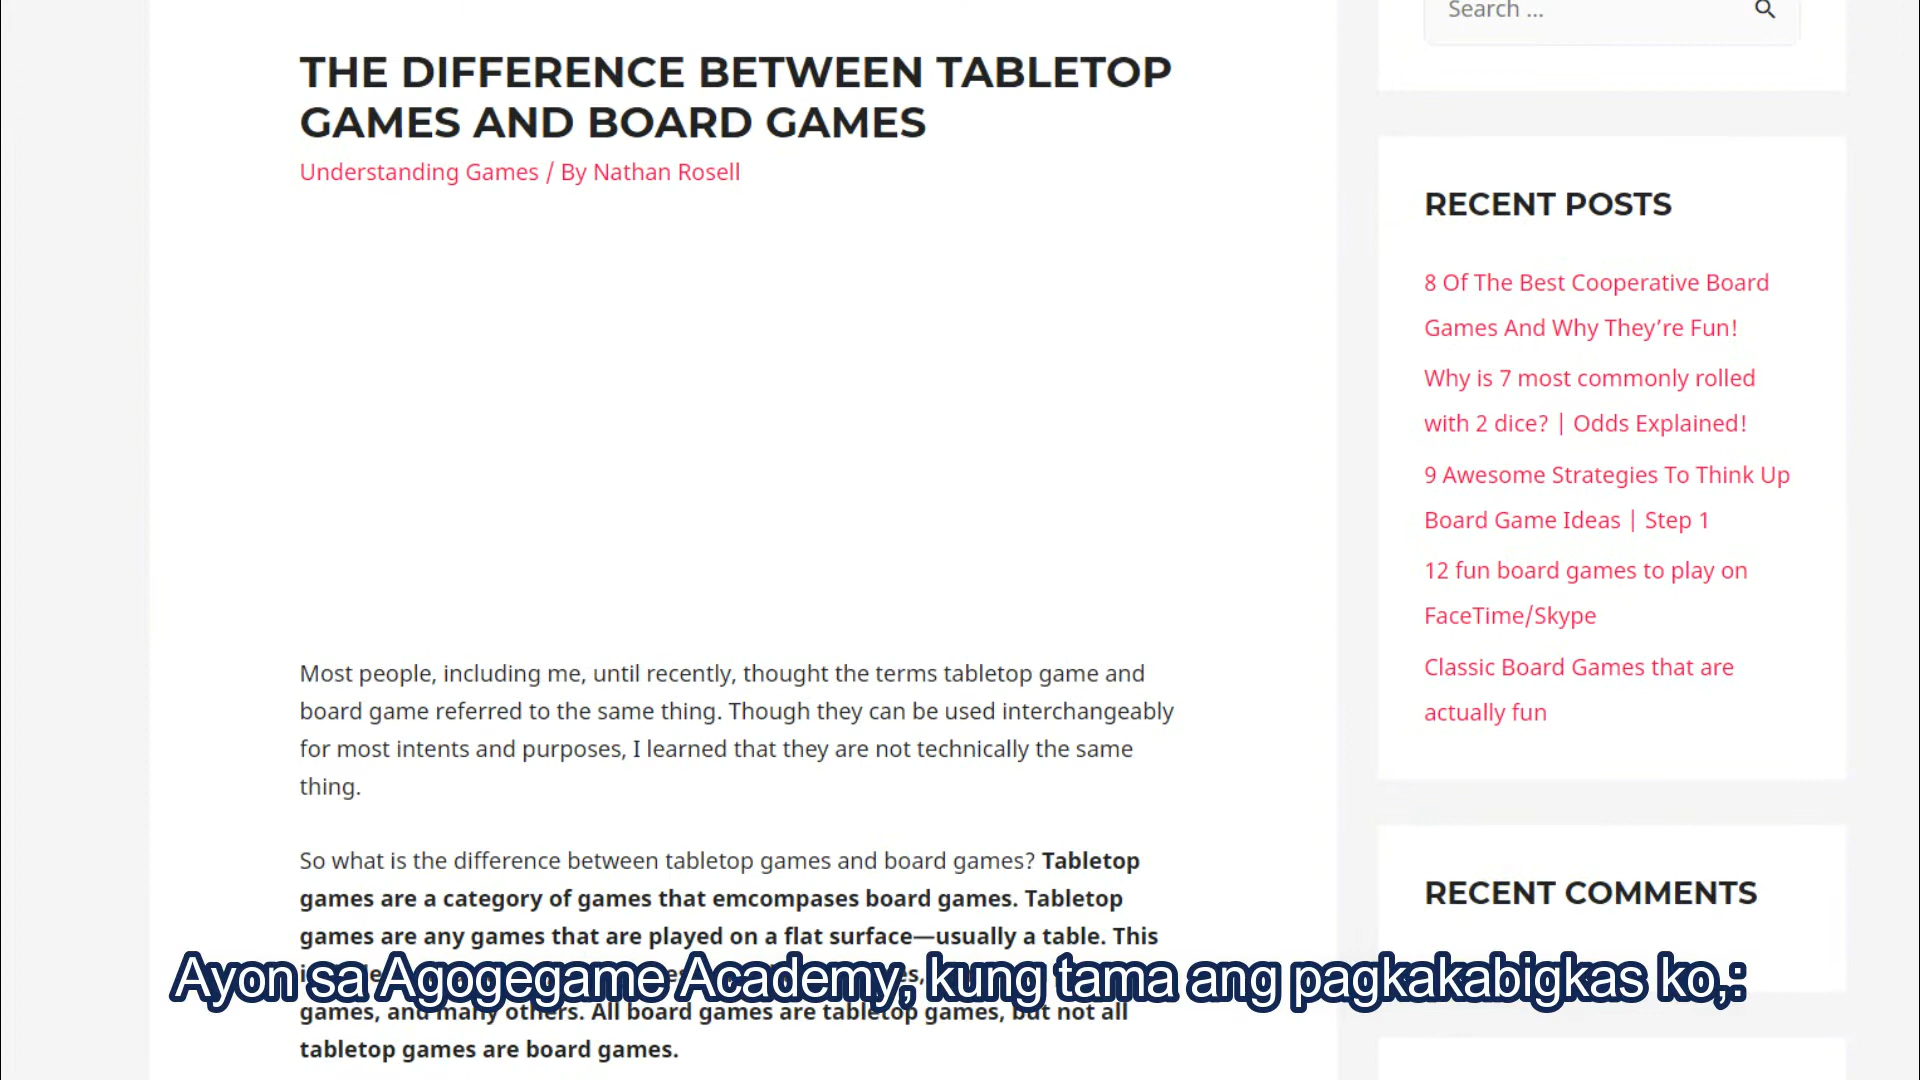 Search ...
THE DIFFERENCE BETWEEN TABLETOP
GAMES AND BOARD GAMES
Understanding Games / By Nathan Rosell
Most people, including me, until recently, thought the terms tabletop game and
board game referred to the same thing. Though they can be used interchangeably
for most intents and purposes, I learned that they are not technically the same
thing.
So what is the difference between tabletop games and board games? Tabletop
games are a category of games that emcompases board games. Tabletop
games are any games that are played on a flat surface—usually a table. This
games, and many others. All board games are tabletop games, but not all
tabletop games are board games.
RECENT POSTS
8 Of The Best Cooperative Board
Games And Why They’re Fun!
Why is 7 most commonly rolled
with 2 dice? | Odds Explained!
9 Awesome Strategies To Think Up
Board Game Ideas | Step 1
12 fun board games to play on
FaceTime/Skype
Classic Board Games that are
actually fun
RECENT COMMENTS
Ayon sa Agogegame Academy, kung tama ang pagkakabigkas ko,: